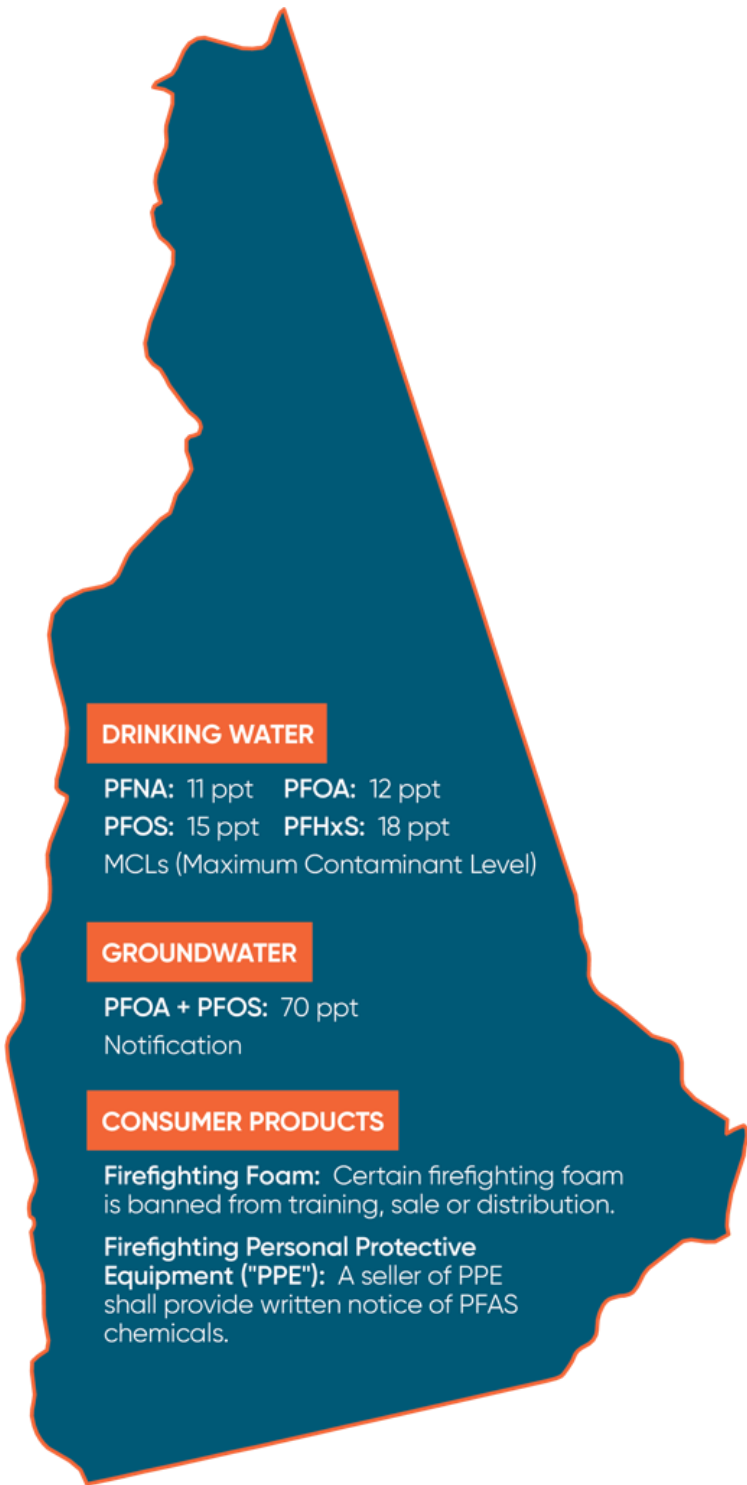 DRINKING WATER
PFNA: 11 ppt PFOA: 12 ppt
PFOS: 15 ppt PFHxS: 18 ppt
MCLs (Maximum Contaminant Level)
GROUNDWATER
PFOA + PFOS: 70 ppt
Notification
CONSUMER PRODUCTS
Firefighting Foam: Certain firefighting foam
is banned from training, sale or distribution.
Firefighting Personal Protective
Equipment ("PPE"): A seller of PPE
shall provide written notice of PFAS
chemicals.